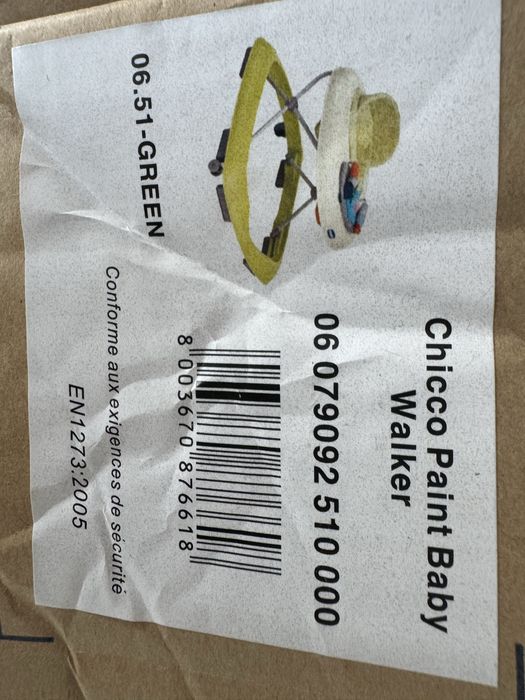 Chicco Paint Baby
Walker
06 079092 510 000
8 003670 876618
06.51-GREEN
Conforme aux exigences de sécurité
EN1273:2005